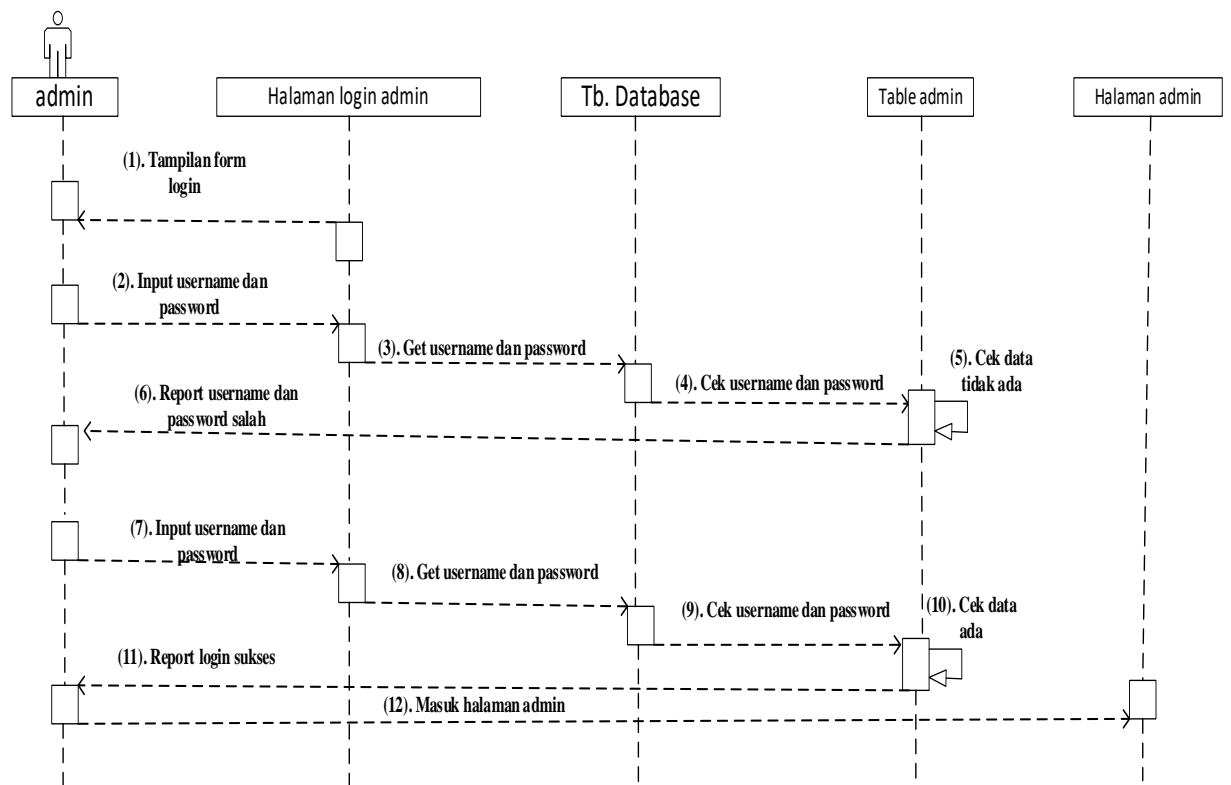 admin
Halaman login admin
Tb. Database
Table admin
Halaman admin
(1). Tampilan form
login
(2). Input username dan
password
(3). Get username dan password
(4). Cek username dan password
(5). Cek data
tidak ada
(6). Report username dan
password salah
(7). Input username dan
password
(8). Get username dan password
(9). Cek username dan password
(10). Cek data
ada
(11). Report login sukses
(12). Masuk halaman admin